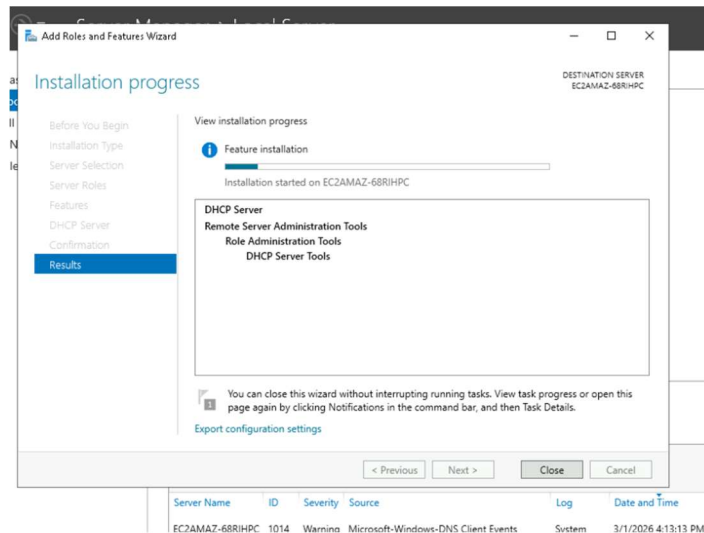 Add Roles and Features Wizard
Installation progress
DESTINATION SERVER
EC2AMAZ-68RIHPC
Before You Begin
Installation Type
Server Selection
Server Roles
Features
DHCP Server
Confirmation
Results
View installation progress
Feature installation
Installation started on EC2AMAZ-68RIHPC
DHCP Server
Remote Server Administration Tools
Role Administration Tools
DHCP Server Tools
1
You can close this wizard without interrupting running tasks. View task progress or open this
page again by clicking Notifications in the command bar, and then Task Details.
Export configuration settings
< Previous
Next >
Close
Cancel
Server Name ID Severity Source Log Date and Time
EC2AMAZ-68RIHPC 1014 Warning Microsoft-Windows-DNS Client Events System 3/1/2026 4:13:13 PM